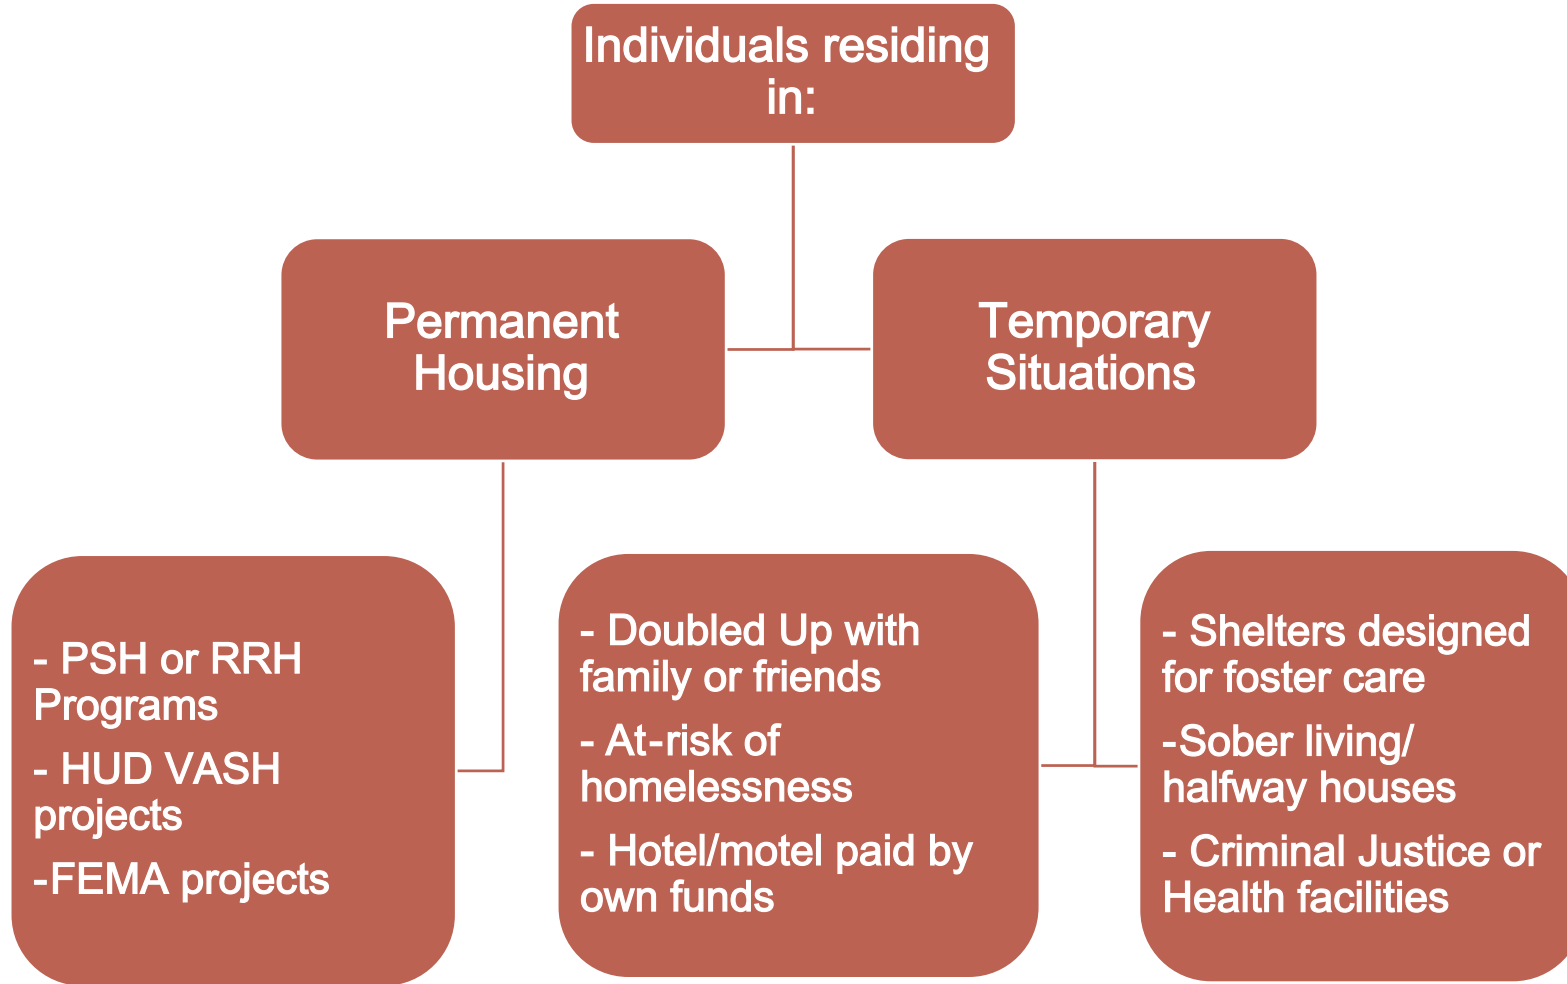 Individuals residing
in:
Permanent
Housing
Temporary
Situations
- PSH or RRH
Programs
- HUD VASH
projects
-FEMA projects
- Doubled Up with
family or friends
- At-risk of
homelessness
- Hotel/motel paid by
own funds
- Shelters designed
for foster care
-Sober living/
halfway houses
- Criminal Justice or
Health facilities